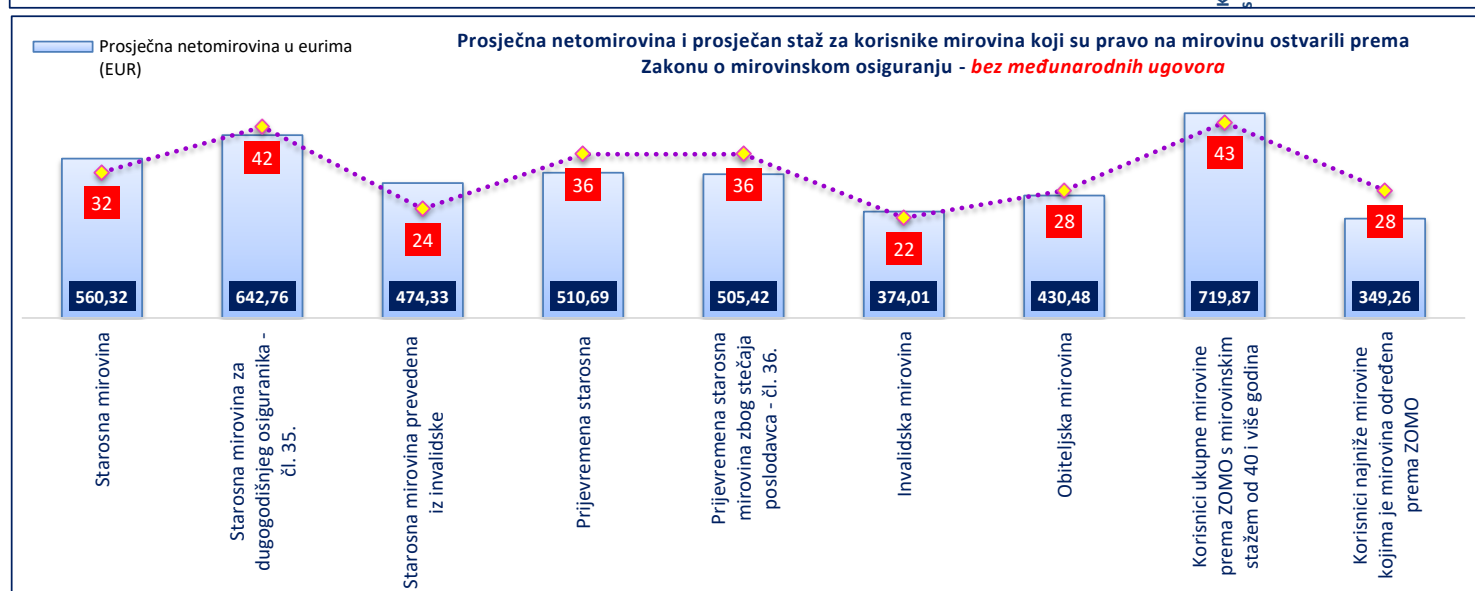 Prosječna netomirovina u eurima
(EUR)
Prosječna netomirovina i prosječan staž za korisnike mirovina koji su pravo na mirovinu ostvarili prema
Zakonu o mirovinskom osiguranju - bez međunarodnih ugovora
32
42
24
36
36
22
28
43
28
560,32
642,76
474,33
510,69
505,42
374,01
430,48
719,87
349,26
Starosna mirovina
Starosna mirovina za
dugogodišnjeg osiguranika -
čl. 35.
Starosna mirovina prevedena
iz invalidske
Prijevremena starosna
Prijevremena starosna
mirovina zbog stečaja
poslodavca - čl. 36.
Invalidska mirovina
Obiteljska mirovina
Korisnici ukupne mirovine
prema ZOMO s mirovinskim
stažem od 40 i više godina
Korisnici najniže mirovine
kojima je mirovina određena
prema ZOMO